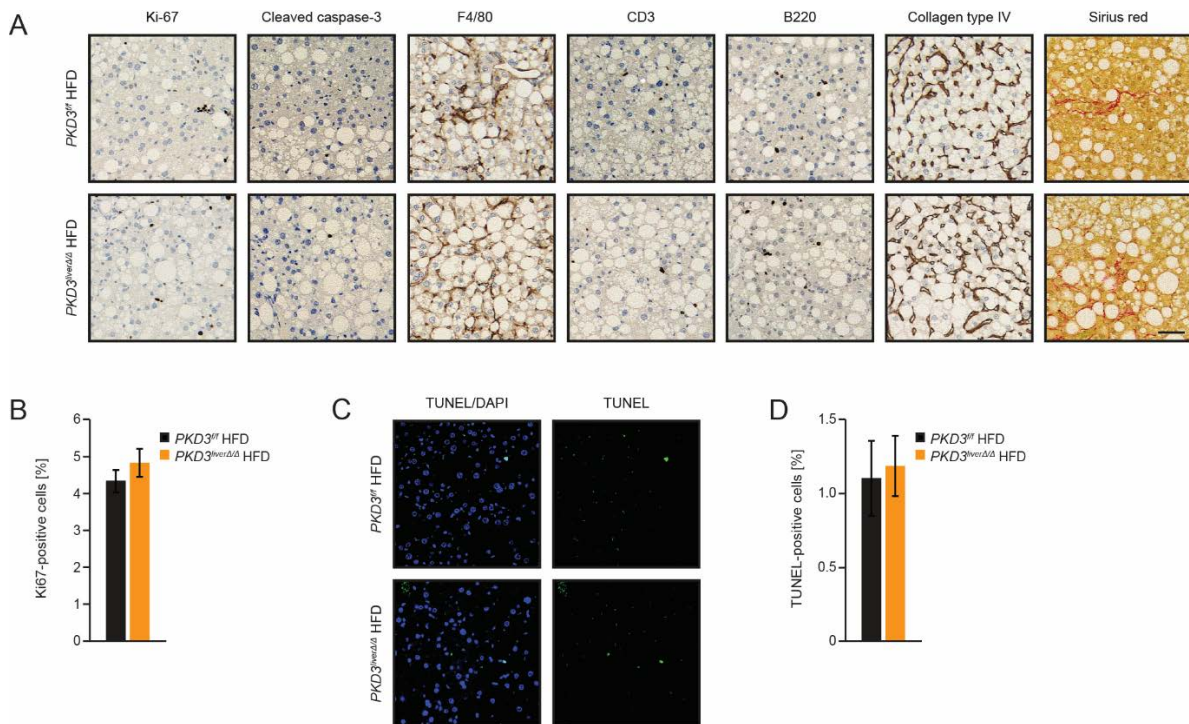 A
Ki-67
Cleaved caspase-3
F4/80
CD3
B220
Collagen type IV
Sirius red
PKD3f/f HFD
PKD3liverΔ/Δ HFD
B
Ki67-positive cells [%]
6
5
4
3
2
1
0
PKD3f/f HFD
PKD3liverΔ/Δ HFD
C
TUNEL/DAPI
TUNEL
PKD3f/f HFD
PKD3liverΔ/Δ HFD
D
TUNEL-positive cells [%]
1.5
1.0
0.5
0
PKD3f/f HFD
PKD3liverΔ/Δ HFD